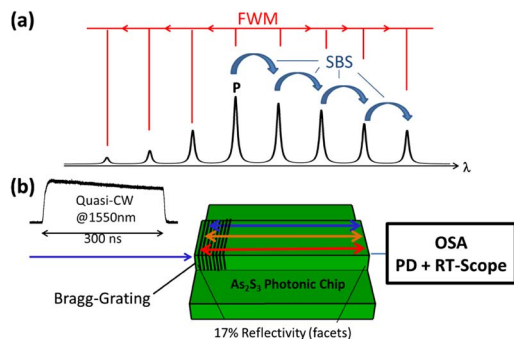 (a)
FWM
SBS
P
λ
(b)
Quasi-CW
@1550nm
300 ns
Bragg-Grating
As₂S₃ Photonic Chip
17% Reflectivity (facets)
OSA
PD + RT-Scope